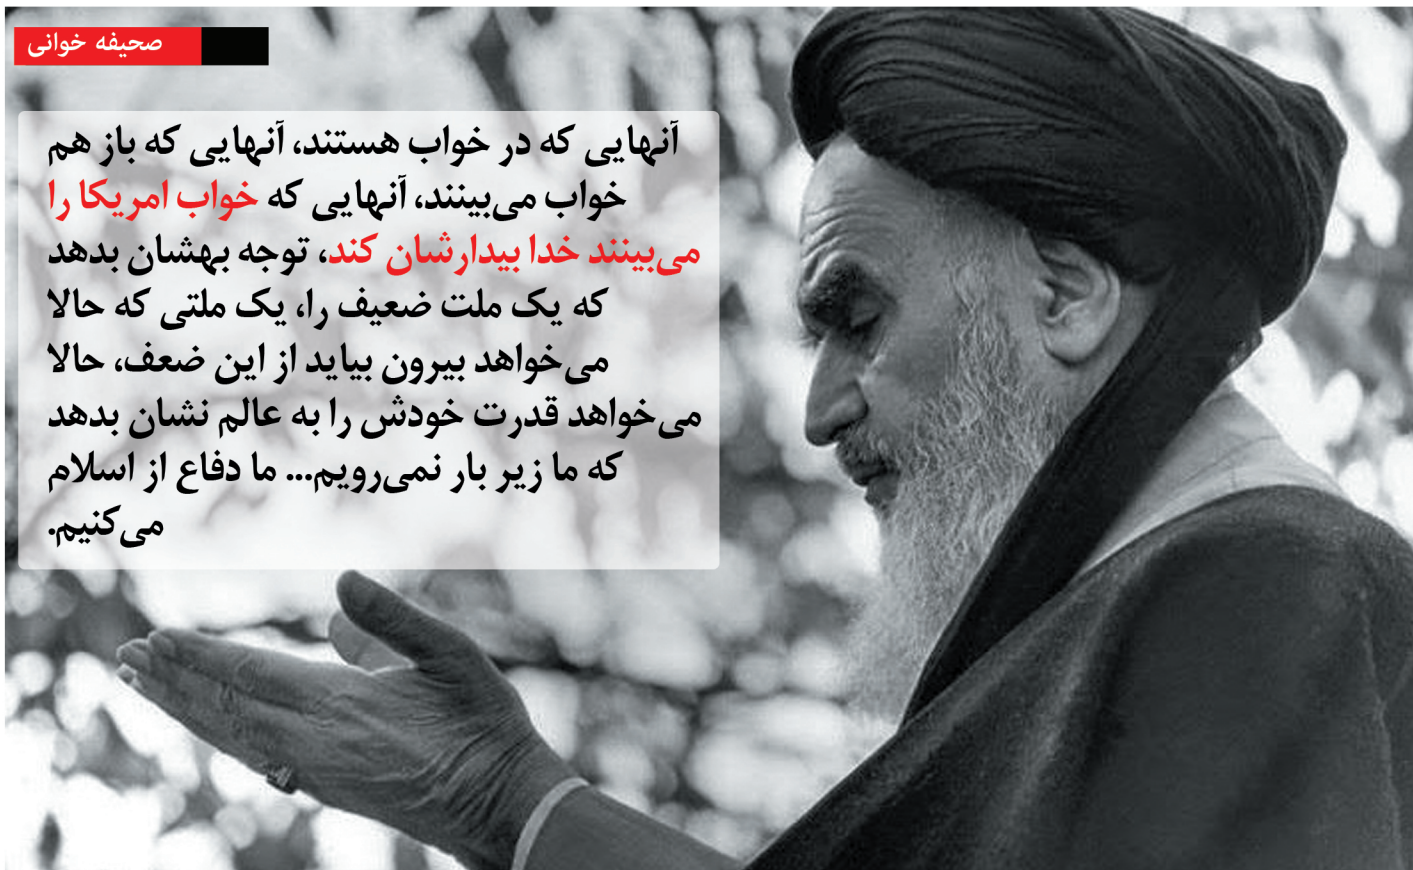 صحیفه خوانی
آنهایی که در خواب هستند، آنهایی که باز هم
خواب می‌بینند، آنهایی که خواب امریکا را
می‌بینند خدا بیدارشان کند، توجه بهشان بدهد
که یک ملت ضعیف را، یک ملتی که حالا
می‌خواهد بیرون بیاید از این ضعف، حالا
می‌خواهد قدرت خودش را به عالم نشان بدهد
که ما زیر بار نمی‌رویم... ما دفاع از اسلام
می‌کنیم.